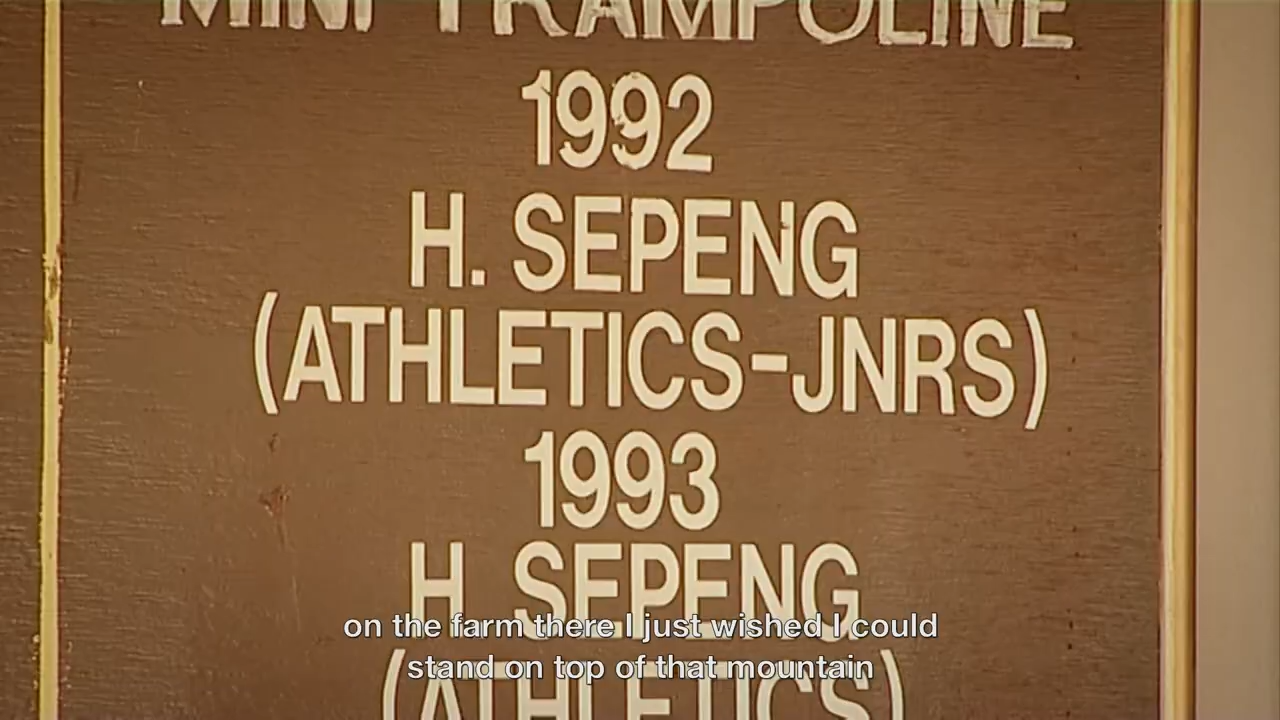 MINI TRAMPOLINE
1992
H. SEPENG
(ATHLETICS-JNRS)
1993
H. SEPENG
(ATHLETICS)
on the farm there I just wished I could
stand on top of that mountain